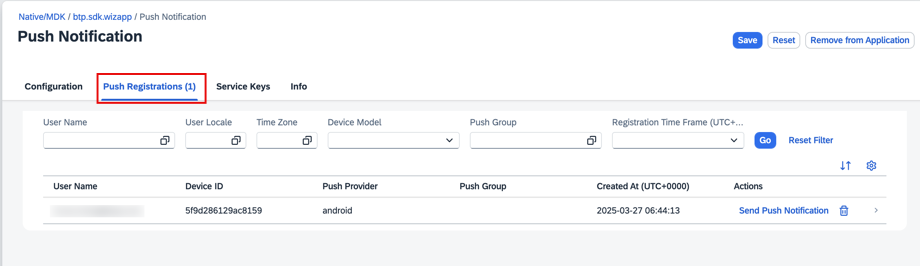 Native/MDK / btp.sdk.wizapp / Push Notification
Push Notification
Save Reset Remove from Application
Configuration Push Registrations (1) Service Keys Info
User Name User Locale Time Zone Device Model Push Group Registration Time Frame (UTC+...
Go Reset Filter
User Name Device ID Push Provider Push Group Created At (UTC+0000) Actions
5f9d286129ac8159 android 2025-03-27 06:44:13 Send Push Notification